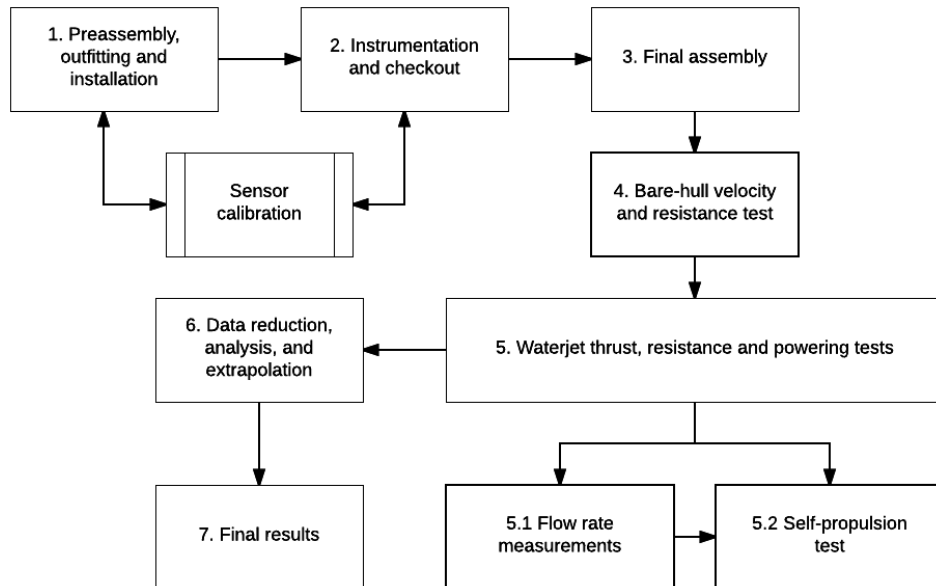 1. Preassembly,
outfitting and
installation
2. Instrumentation
and checkout
3. Final assembly
Sensor
calibration
4. Bare-hull velocity
and resistance test
6. Data reduction,
analysis, and
extrapolation
5. Waterjet thrust, resistance and powering tests
7. Final results
5.1 Flow rate
measurements
5.2 Self-propulsion
test